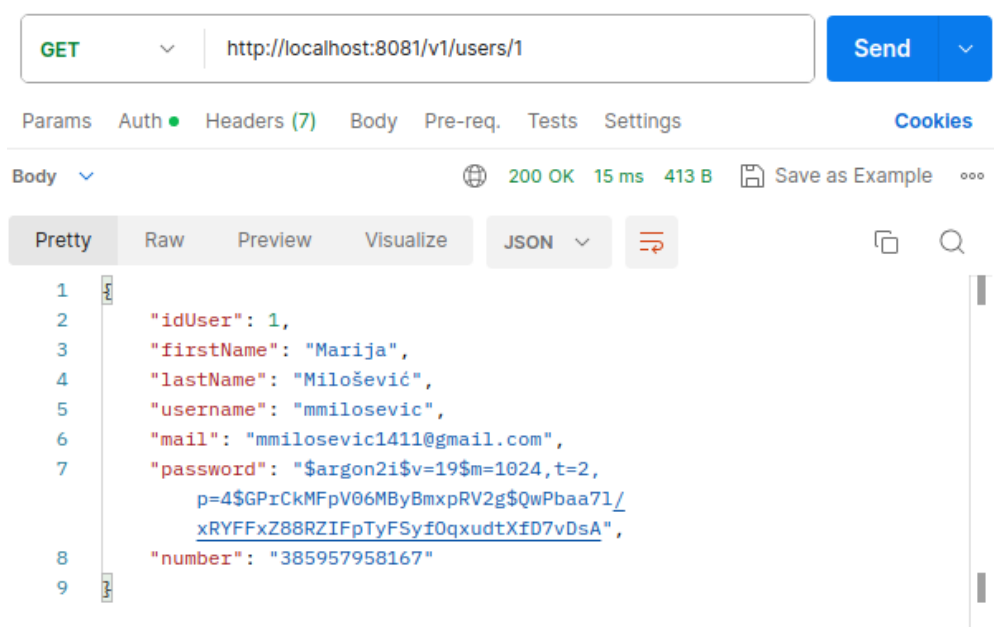 GET http://localhost:8081/v1/users/1 Send
Params Auth Headers (7) Body Pre-req. Tests Settings Cookies
Body 200 OK 15 ms 413 B Save as Example
Pretty Raw Preview Visualize JSON
1 {
2 "idUser": 1,
3 "firstName": "Marija",
4 "lastName": "Milošević",
5 "username": "mmilosevic",
6 "mail": "mmilosevic1411@gmail.com",
7 "password": "$argon2i$v=19$m=1024,t=2,
p=4$GPrCkMFpV06MByBmxpRV2g$QwPbaa7l/
xRYFFxZ88RZIFpTyFSyfOqxudtXfD7vDsA",
8 "number": "385957958167"
9 }